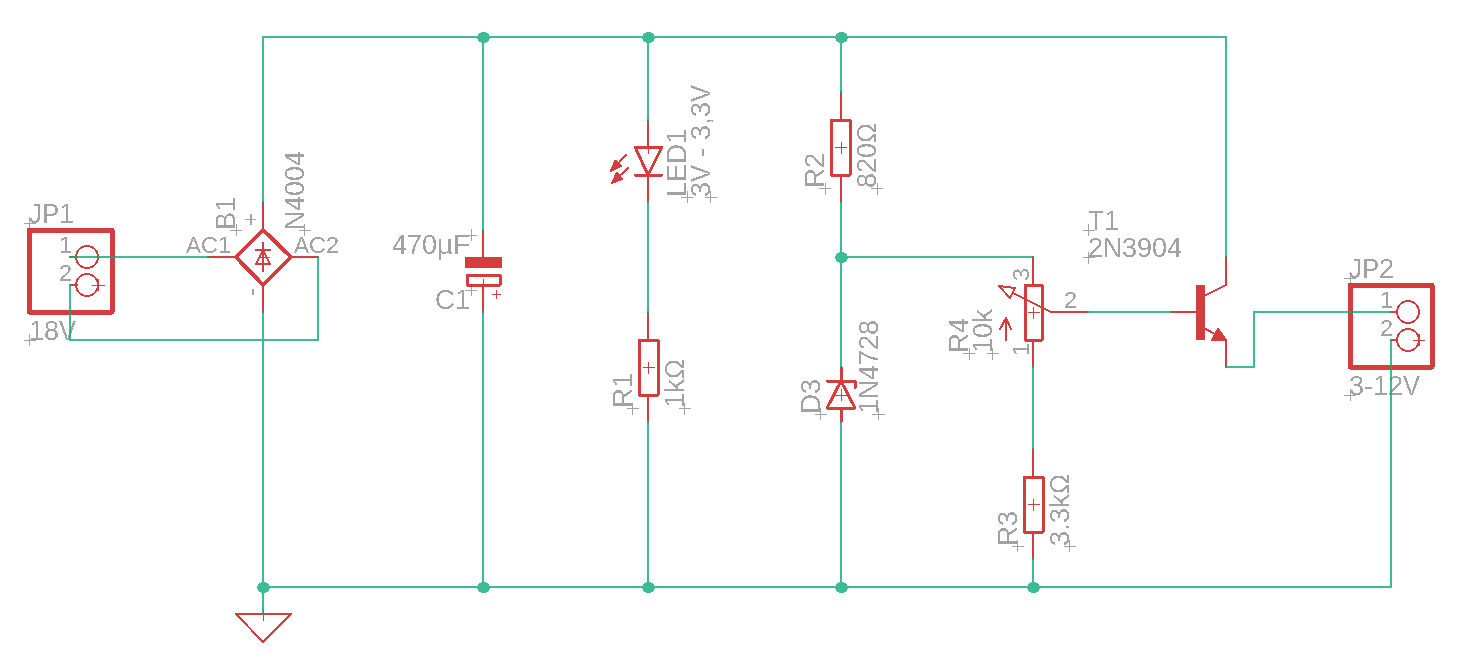 JP1
1
2
18V
AC1
B1
+
N4004
AC2
-
470µF
C1
+
LED1
3V - 3,3V
R1
1kΩ
R2
820Ω
D3
1N4728
3
2
1
R4
10k
R3
3.3kΩ
T1
2N3904
JP2
1
2
3-12V